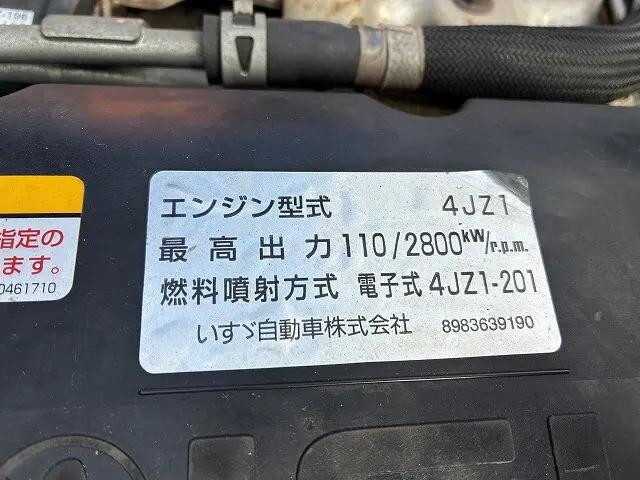 エンジン型式 4JZ1
最高出力 110/2800kW/r.p.m.
燃料噴射方式 電子式 4JZ1-201
いすゞ自動車株式会社 8983639190
指定の
ます。
0461710